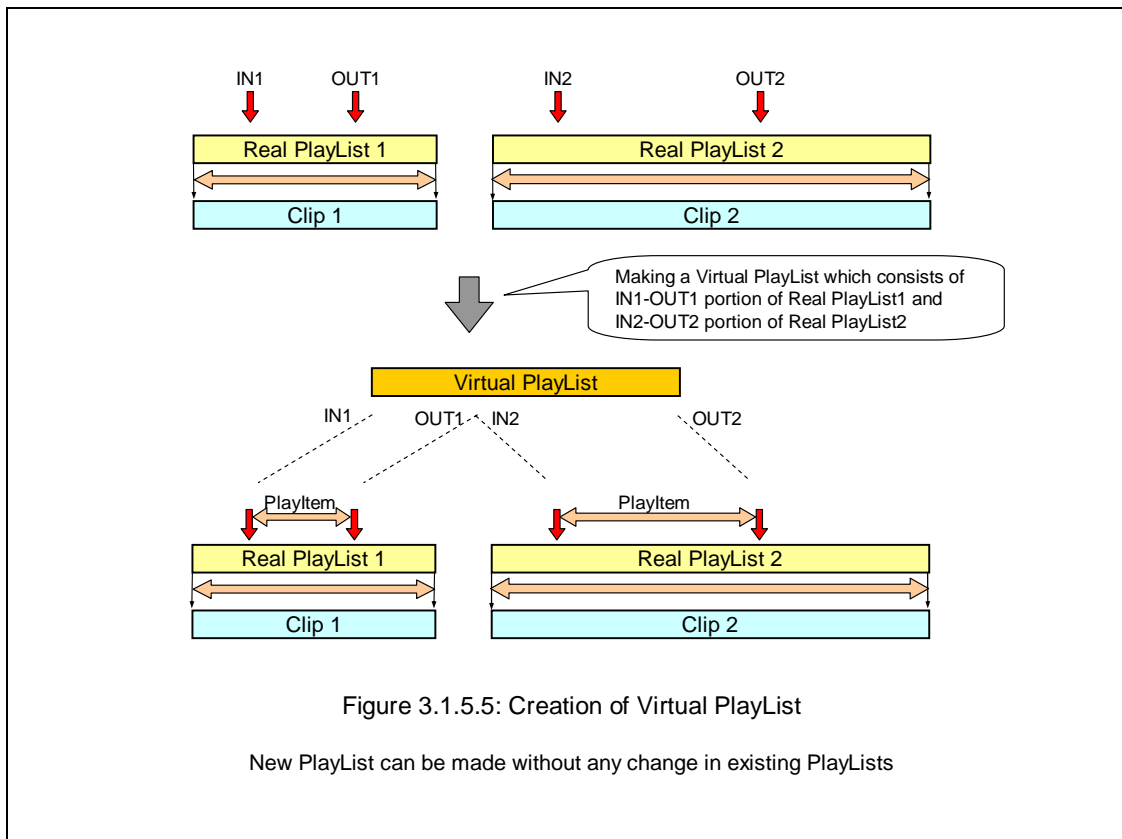 IN1 OUT1 IN2 OUT2
Real PlayList 1 Real PlayList 2
Clip 1 Clip 2
Making a Virtual PlayList which consists of
IN1-OUT1 portion of Real PlayList1 and
IN2-OUT2 portion of Real PlayList2
Virtual PlayList
IN1 OUT1 IN2 OUT2
PlayItem PlayItem
Real PlayList 1 Real PlayList 2
Clip 1 Clip 2
Figure 3.1.5.5: Creation of Virtual PlayList
New PlayList can be made without any change in existing PlayLists